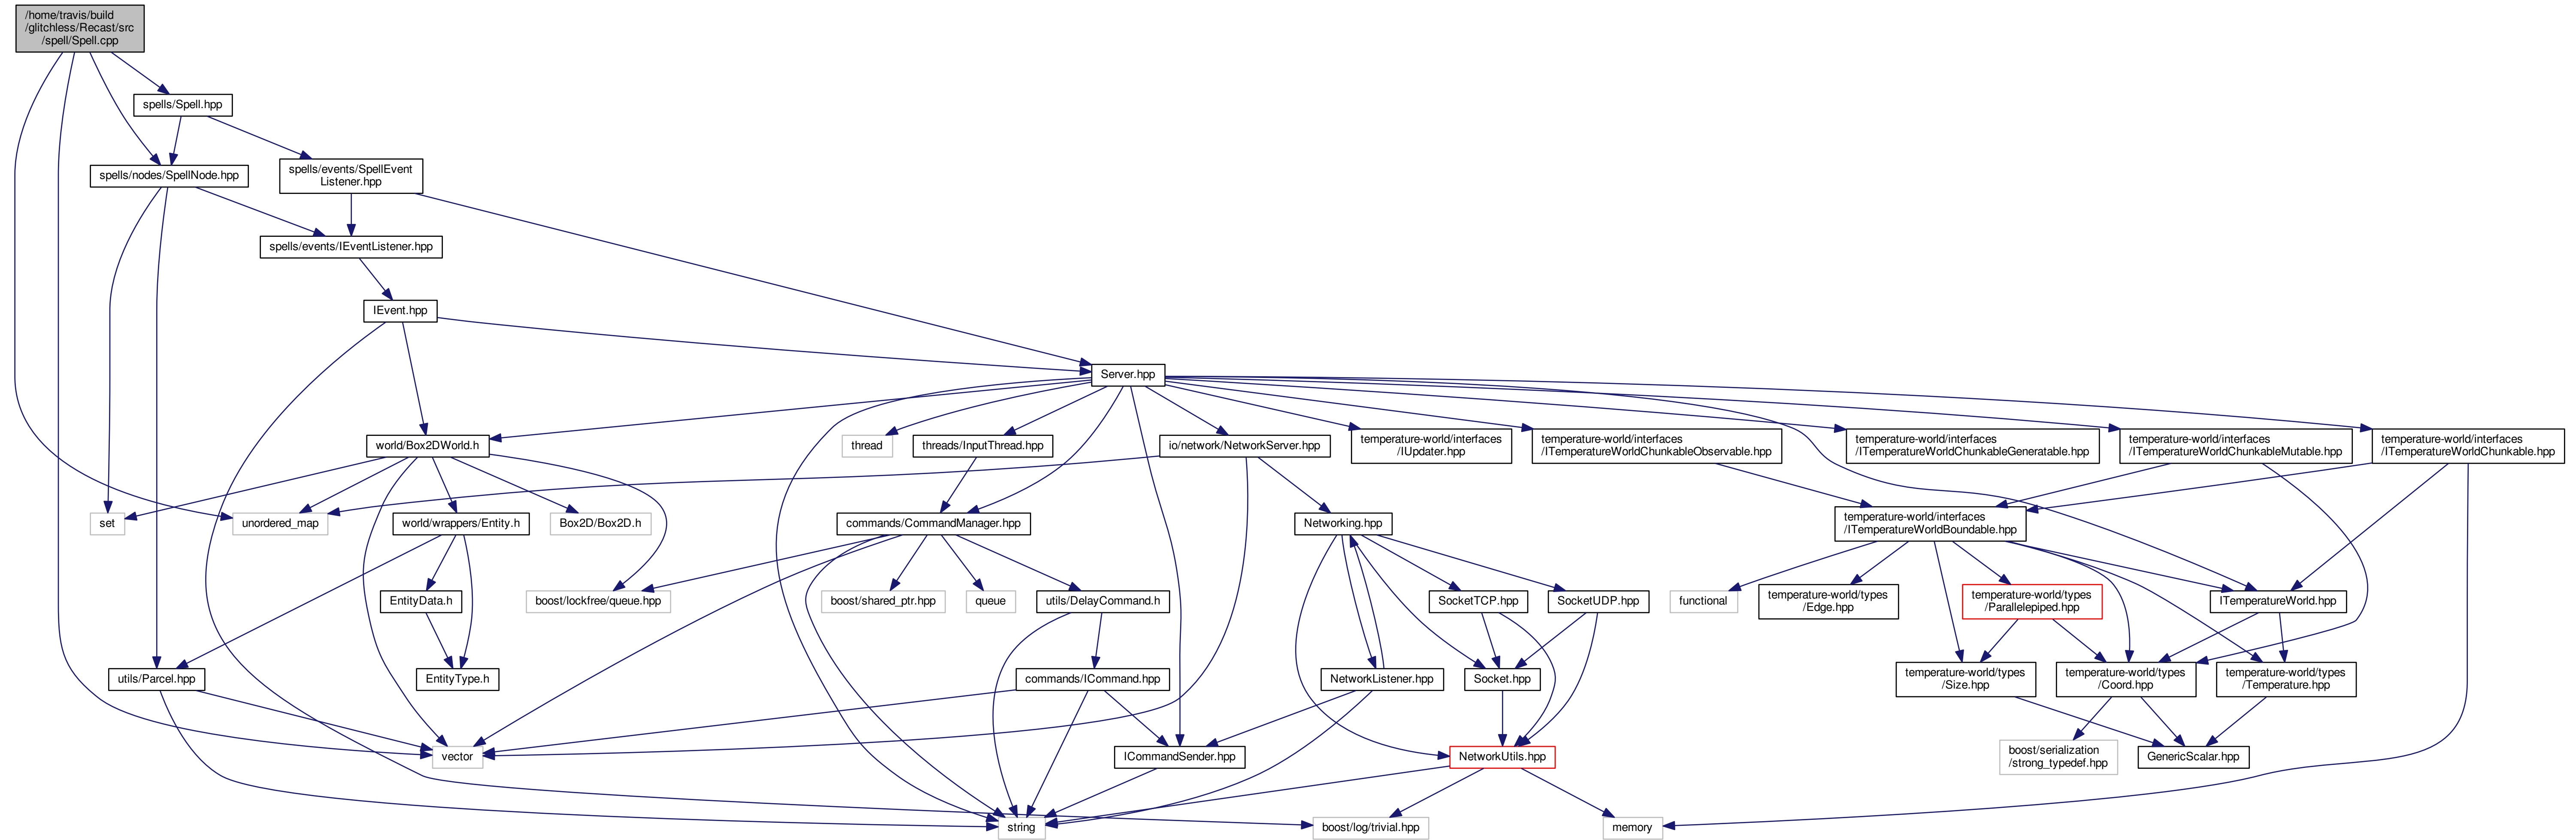 /home/travis/build
/glitchless/Recast/src
/spell/Spell.cpp
spells/Spell.hpp
spells/nodes/SpellNode.hpp
spells/events/SpellEvent
Listener.hpp
spells/events/IEventListener.hpp
IEvent.hpp
Server.hpp
world/Box2DWorld.h
thread
threads/InputThread.hpp
io/network/NetworkServer.hpp
temperature-world/interfaces
/IUpdater.hpp
temperature-world/interfaces
/ITemperatureWorldChunkableObservable.hpp
temperature-world/interfaces
/ITemperatureWorldChunkableGeneratable.hpp
temperature-world/interfaces
/ITemperatureWorldChunkableMutable.hpp
temperature-world/interfaces
/ITemperatureWorldChunkable.hpp
set
unordered_map
world/wrappers/Entity.h
Box2D/Box2D.h
commands/CommandManager.hpp
Networking.hpp
temperature-world/interfaces
/ITemperatureWorldBoundable.hpp
EntityData.h
boost/lockfree/queue.hpp
boost/shared_ptr.hpp
queue
utils/DelayCommand.h
SocketTCP.hpp
SocketUDP.hpp
functional
temperature-world/types
/Edge.hpp
temperature-world/types
/Parallelepiped.hpp
ITemperatureWorld.hpp
utils/Parcel.hpp
EntityType.h
commands/ICommand.hpp
NetworkListener.hpp
Socket.hpp
temperature-world/types
/Size.hpp
temperature-world/types
/Coord.hpp
temperature-world/types
/Temperature.hpp
vector
ICommandSender.hpp
NetworkUtils.hpp
boost/serialization
/strong_typedef.hpp
GenericScalar.hpp
string
boost/log/trivial.hpp
memory